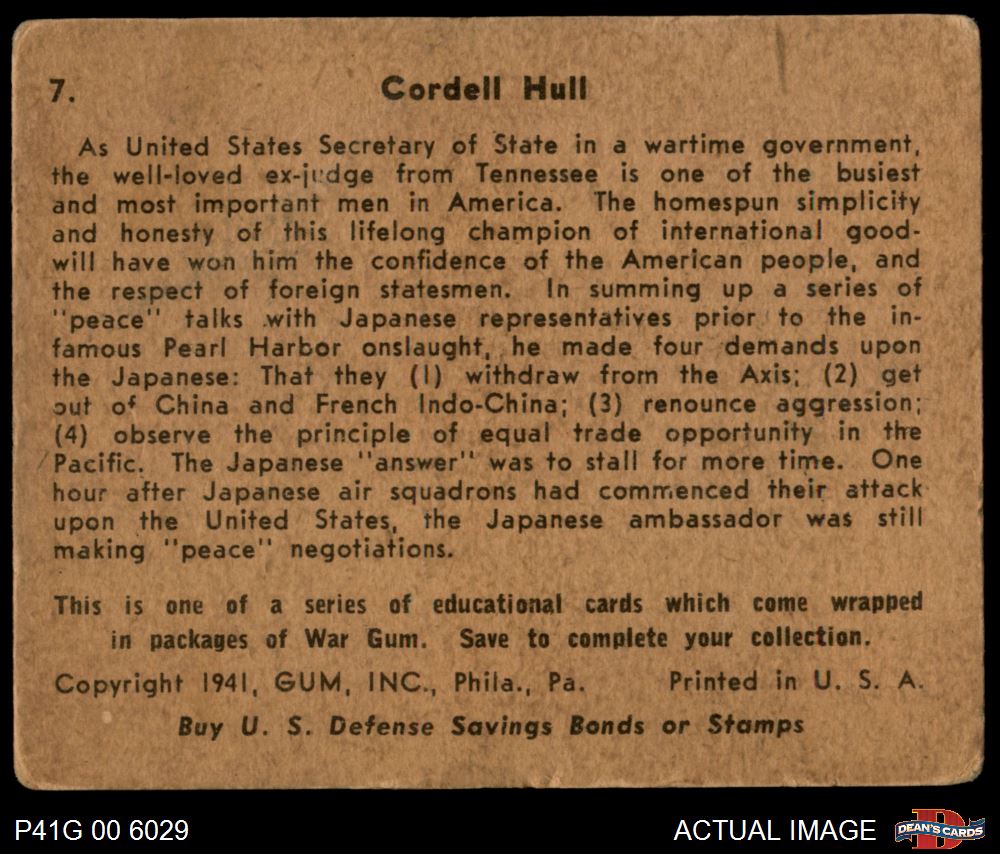 7. Cordell Hull
As United States Secretary of State in a wartime government,
the well-loved ex-judge from Tennessee is one of the busiest
and most important men in America. The homespun simplicity
and honesty of this lifelong champion of international good-
will have won him the confidence of the American people, and
the respect of foreign statesmen. In summing up a series of
"peace" talks with Japanese representatives prior to the in-
famous Pearl Harbor onslaught, he made four demands upon
the Japanese: That they (1) withdraw from the Axis; (2) get
out of China and French Indo-China; (3) renounce aggression;
(4) observe the principle of equal trade opportunity in the
Pacific. The Japanese "answer" was to stall for more time. One
hour after Japanese air squadrons had commenced their attack
upon the United States, the Japanese ambassador was still
making "peace" negotiations.
This is one of a series of educational cards which come wrapped
in packages of War Gum. Save to complete your collection.
Copyright 1941, GUM, INC., Phila., Pa. Printed in U. S. A.
Buy U. S. Defense Savings Bonds or Stamps
P41G 00 6029 ACTUAL IMAGE DEAN'S CARDS